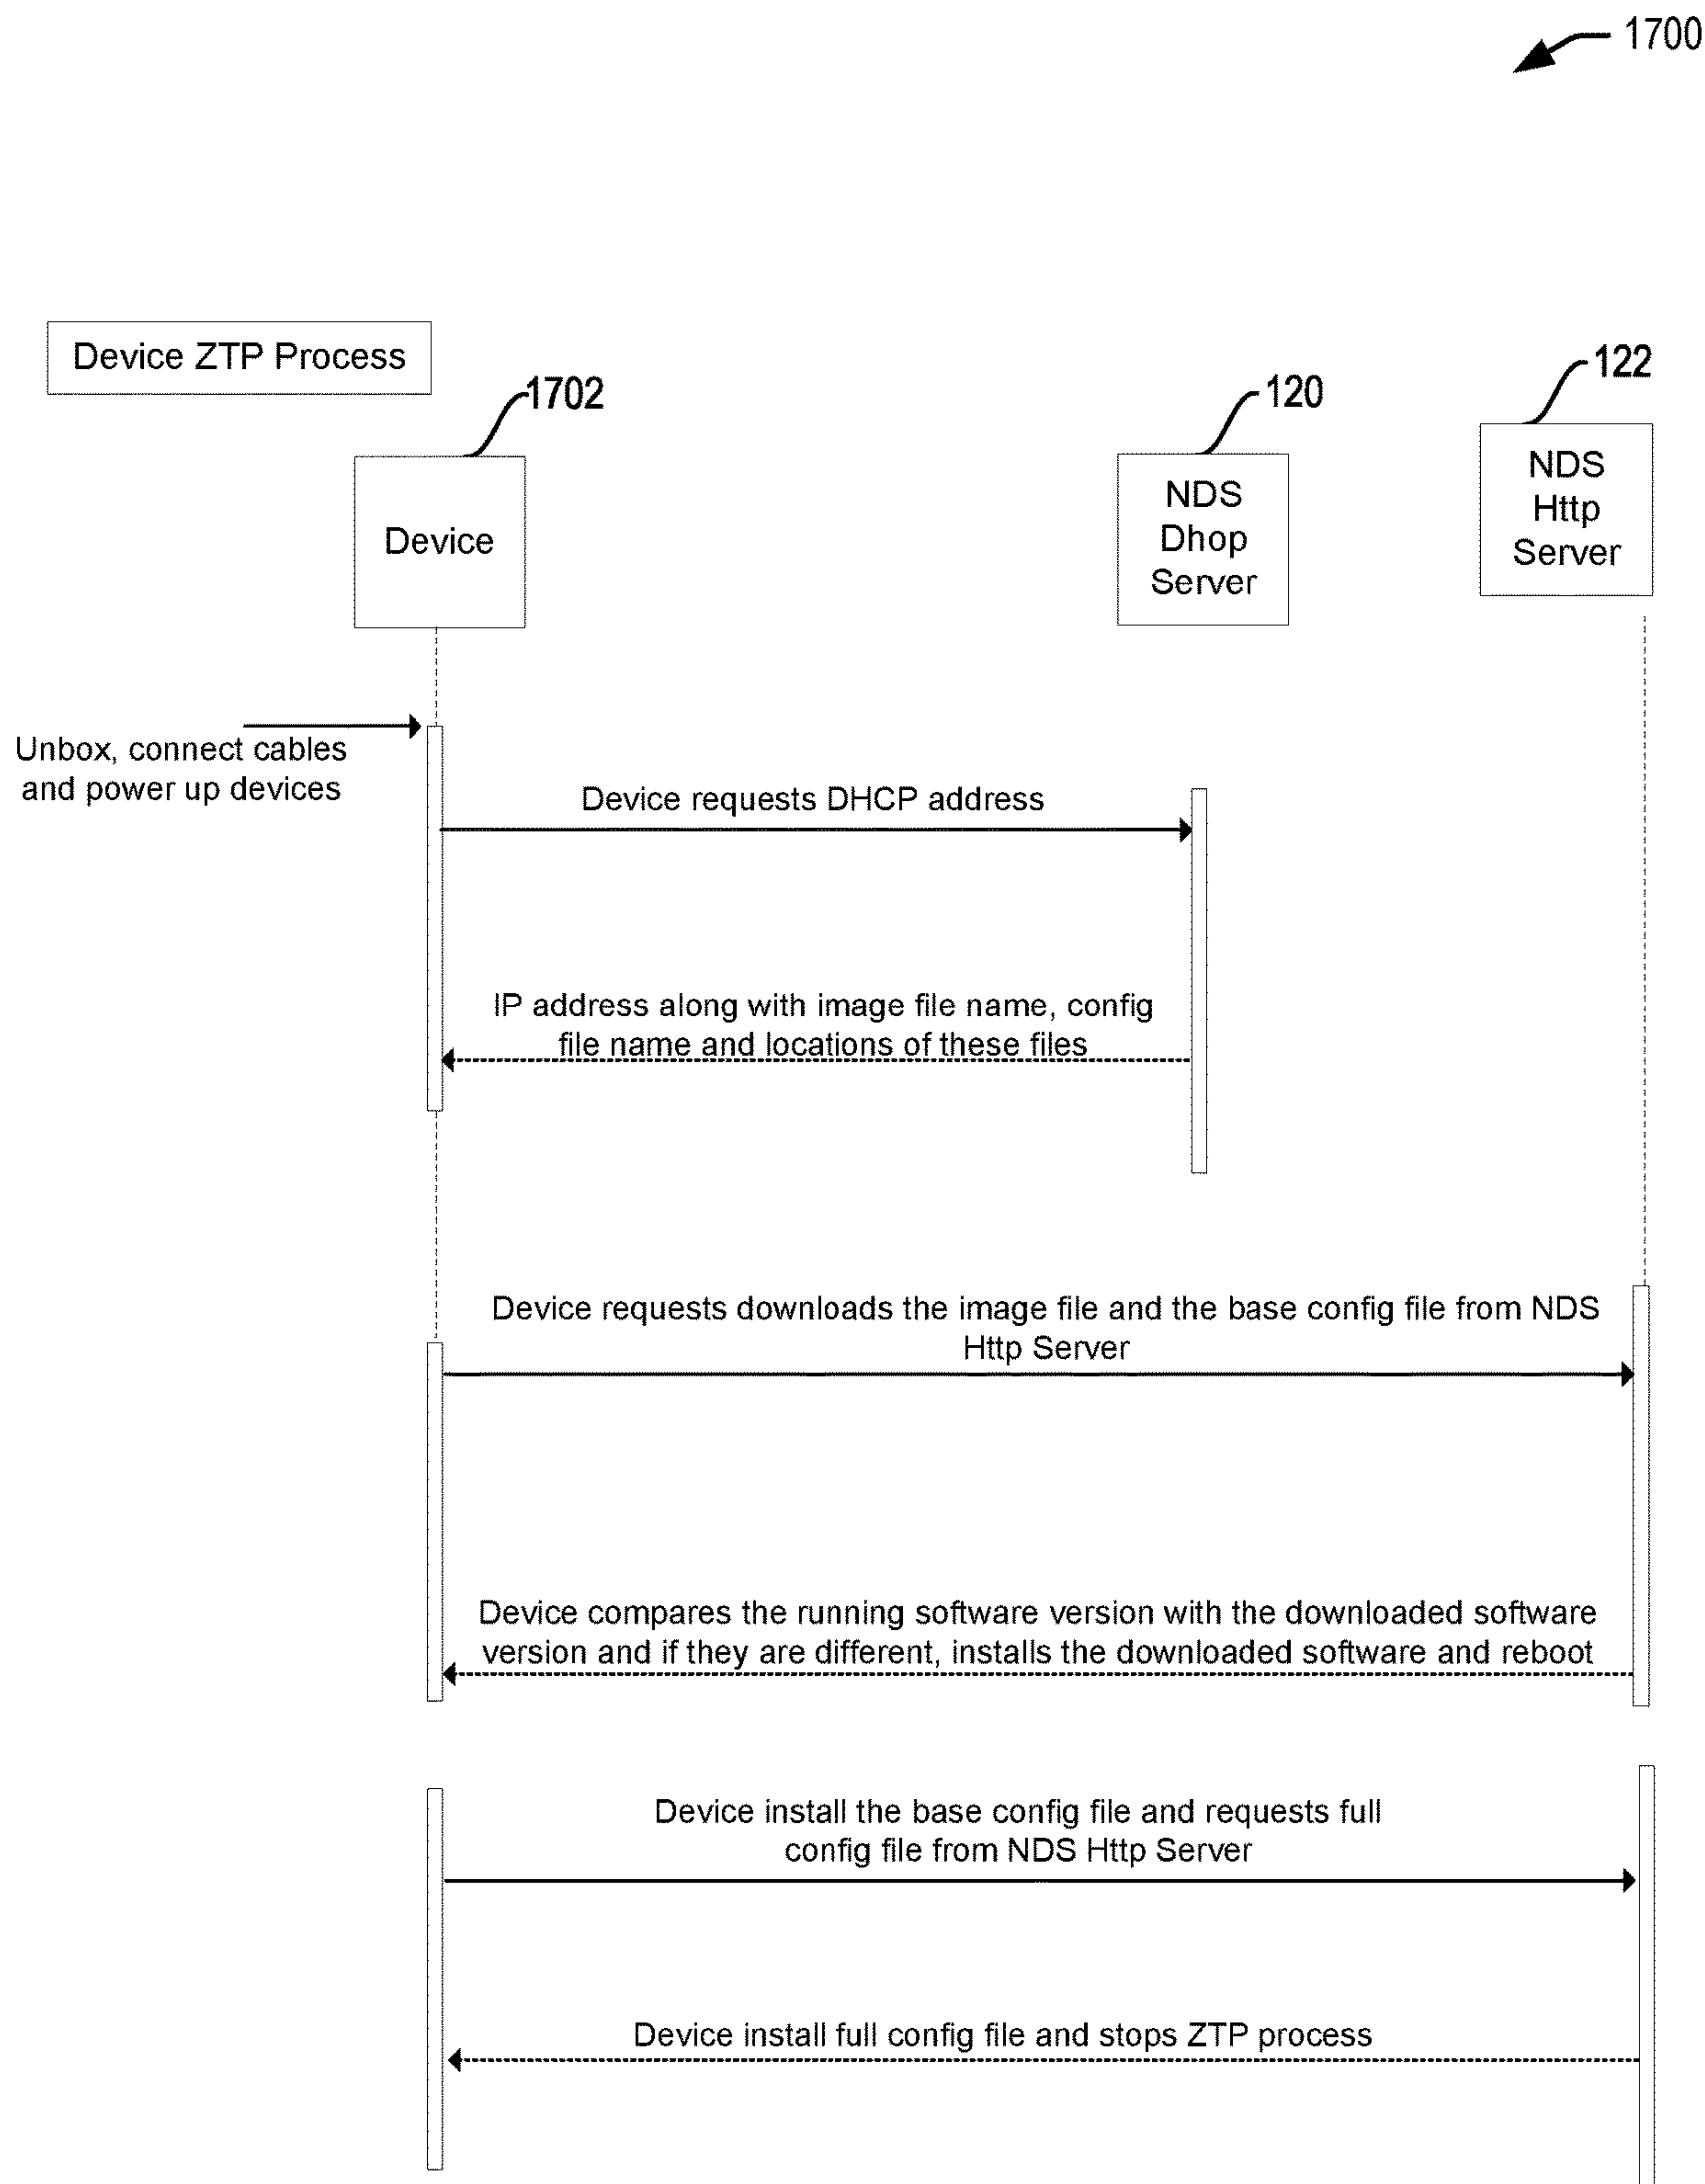 1700
Device ZTP Process
1702
120
122
Device
NDS
Dhop
Server
NDS
Http
Server
Unbox, connect cables
and power up devices
Device requests DHCP address
IP address along with image file name, config
file name and locations of these files
Device requests downloads the image file and the base config file from NDS
Http Server
Device compares the running software version with the downloaded software
version and if they are different, installs the downloaded software and reboot
Device install the base config file and requests full
config file from NDS Http Server
Device install full config file and stops ZTP process